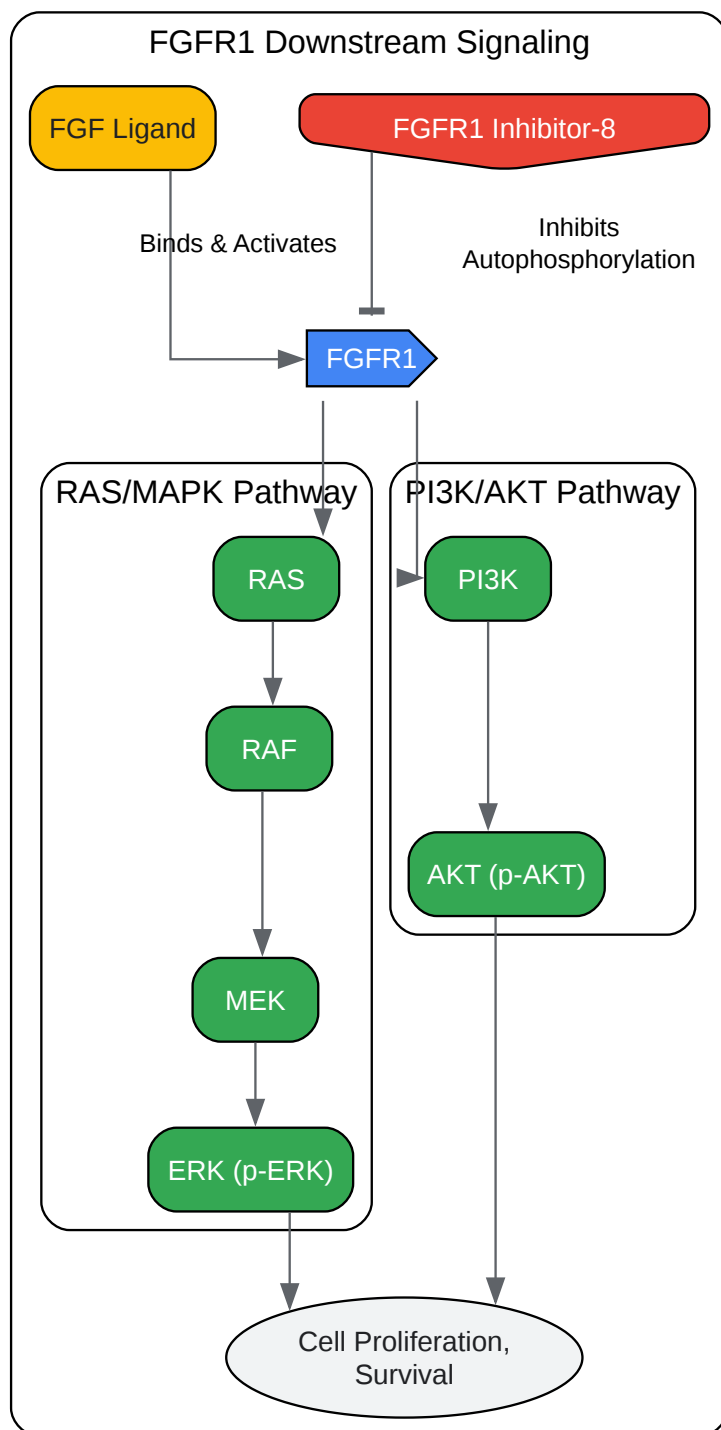 FGFR1 Downstream Signaling
FGF Ligand
FGFR1 Inhibitor-8
Binds & Activates
Inhibits
Autophosphorylation
FGFR1
RAS/MAPK Pathway
PI3K/AKT Pathway
RAS
PI3K
RAF
AKT (p-AKT)
MEK
ERK (p-ERK)
Cell Proliferation,
Survival